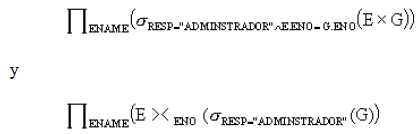 ∏ENAME(σRESP="ADMINSTRADOR"^E.ENO=G.ENO(E×G))
y
∏ENAME(E >< ENO (σRESP="ADMINSTRADOR"(G))